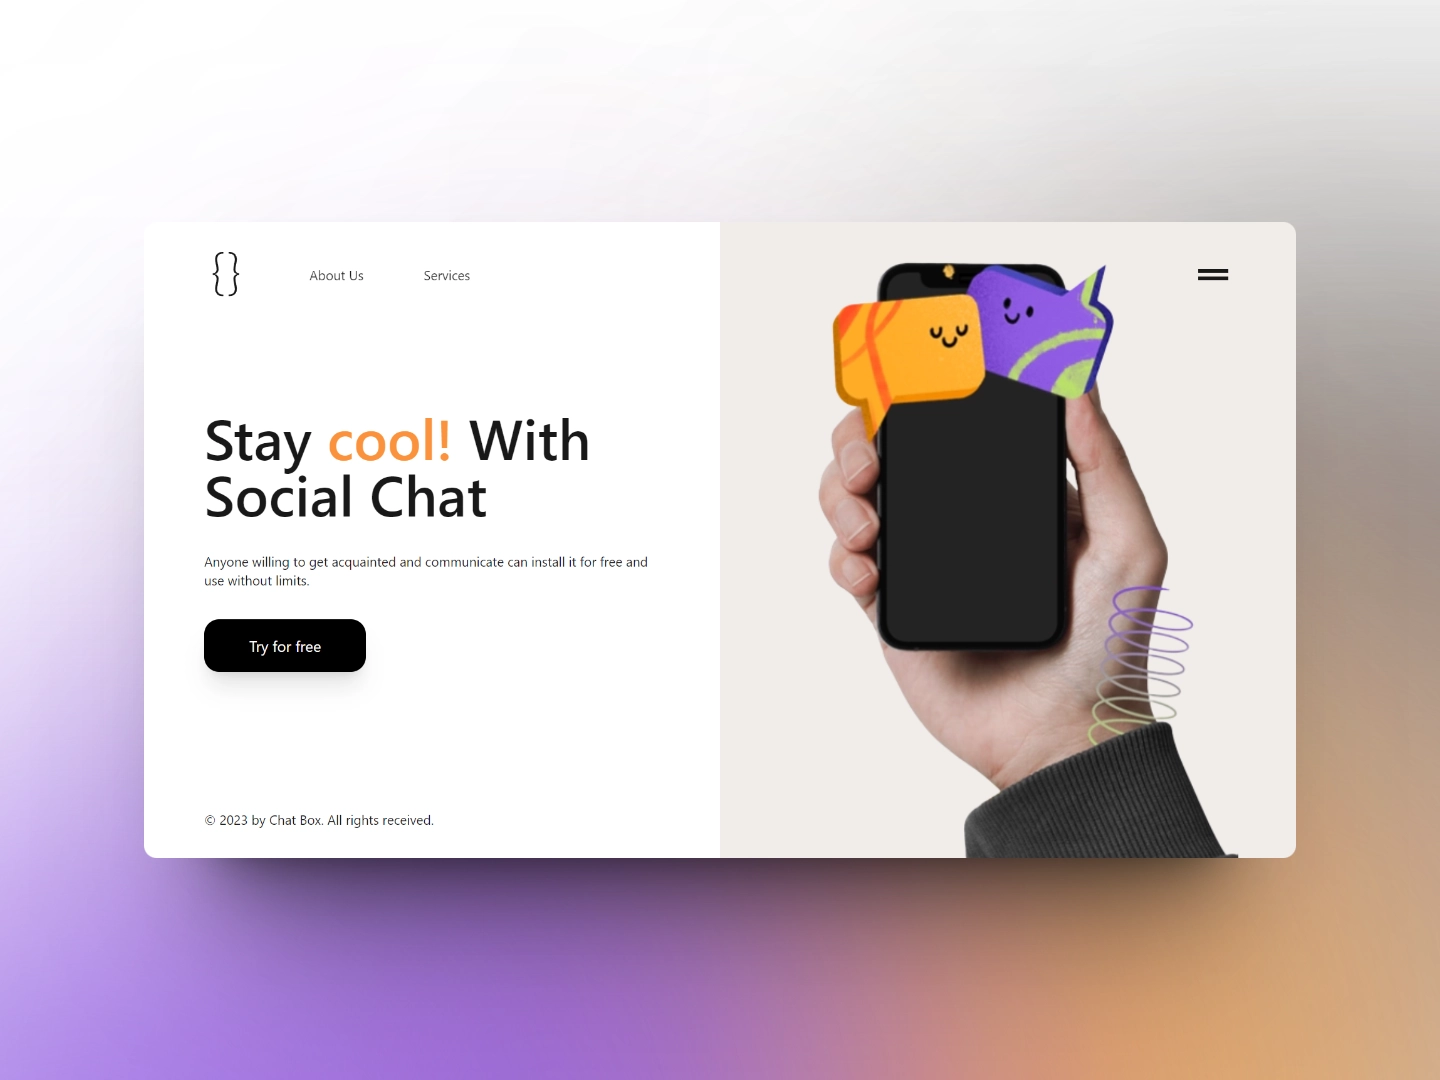 { }
About Us
Services
Stay cool! With
Social Chat
Anyone willing to get acquainted and communicate can install it for free and
use without limits.
Try for free
© 2023 by Chat Box. All rights received.